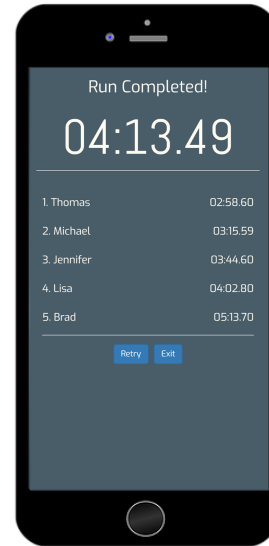 Run Completed!
04:13.49
1. Thomas 02:58.60
2. Michael 03:15.59
3. Jennifer 03:44.60
4. Lisa 04:02.80
5. Brad 05:13.70
Retry Exit